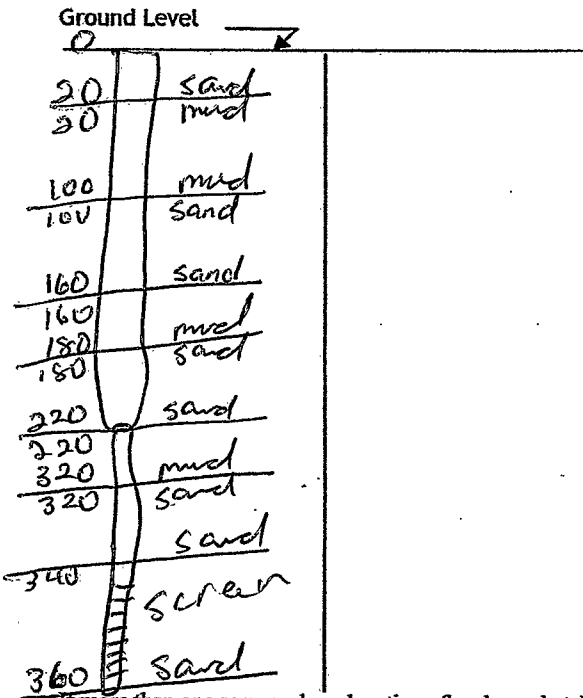 Ground Level
0
20 sand
20 mud
100 mud
100 sand
160 sand
160
180 mud
180 sand
220 sand
220
320 mud
320 sand
sand
340
screen
360 sand